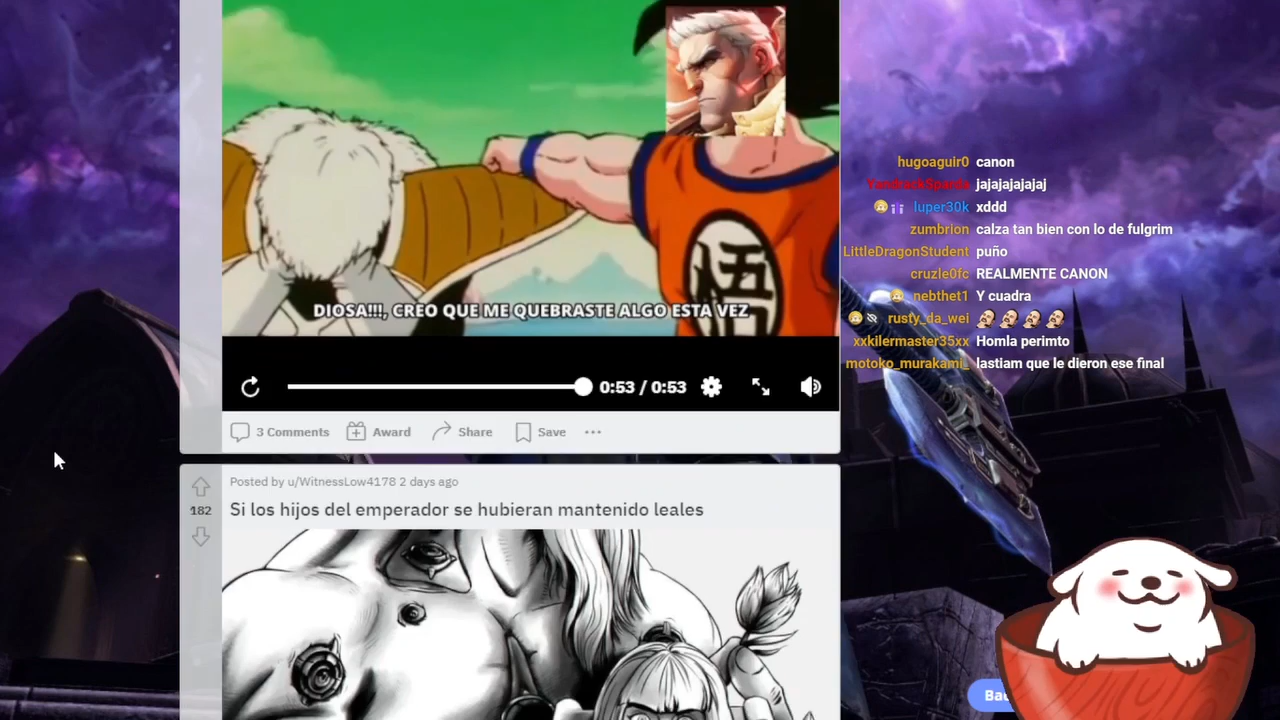 悟
DIOSA!!!, CREO QUE ME QUEBRASTE ALGO ESTA VEZ
0:53 / 0:53
3 Comments Award Share Save
Posted by u/WitnessLow4178 2 days ago
182
Si los hijos del emperador se hubieran mantenido leales
hugoaguir0 canon
jajajajajajaj
luper30k xddd
zumbrion calza tan bien con lo de fulgrim
LittleDragonStudent puño
cruzle0fc REALMENTE CANON
nebthet1 Y cuadra
rusty_da_wei
xxkilermaster35xx Homla perimto
motoko_murakami_ lastiam que le dieron ese final